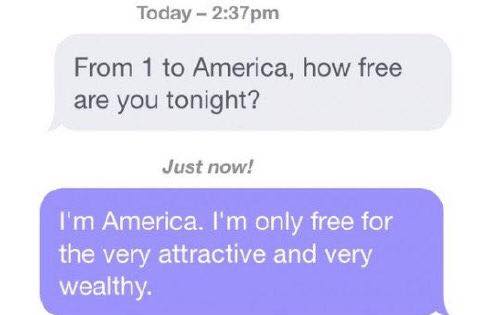 Today – 2:37pm
From 1 to America, how free
are you tonight?
Just now!
I'm America. I'm only free for
the very attractive and very
wealthy.